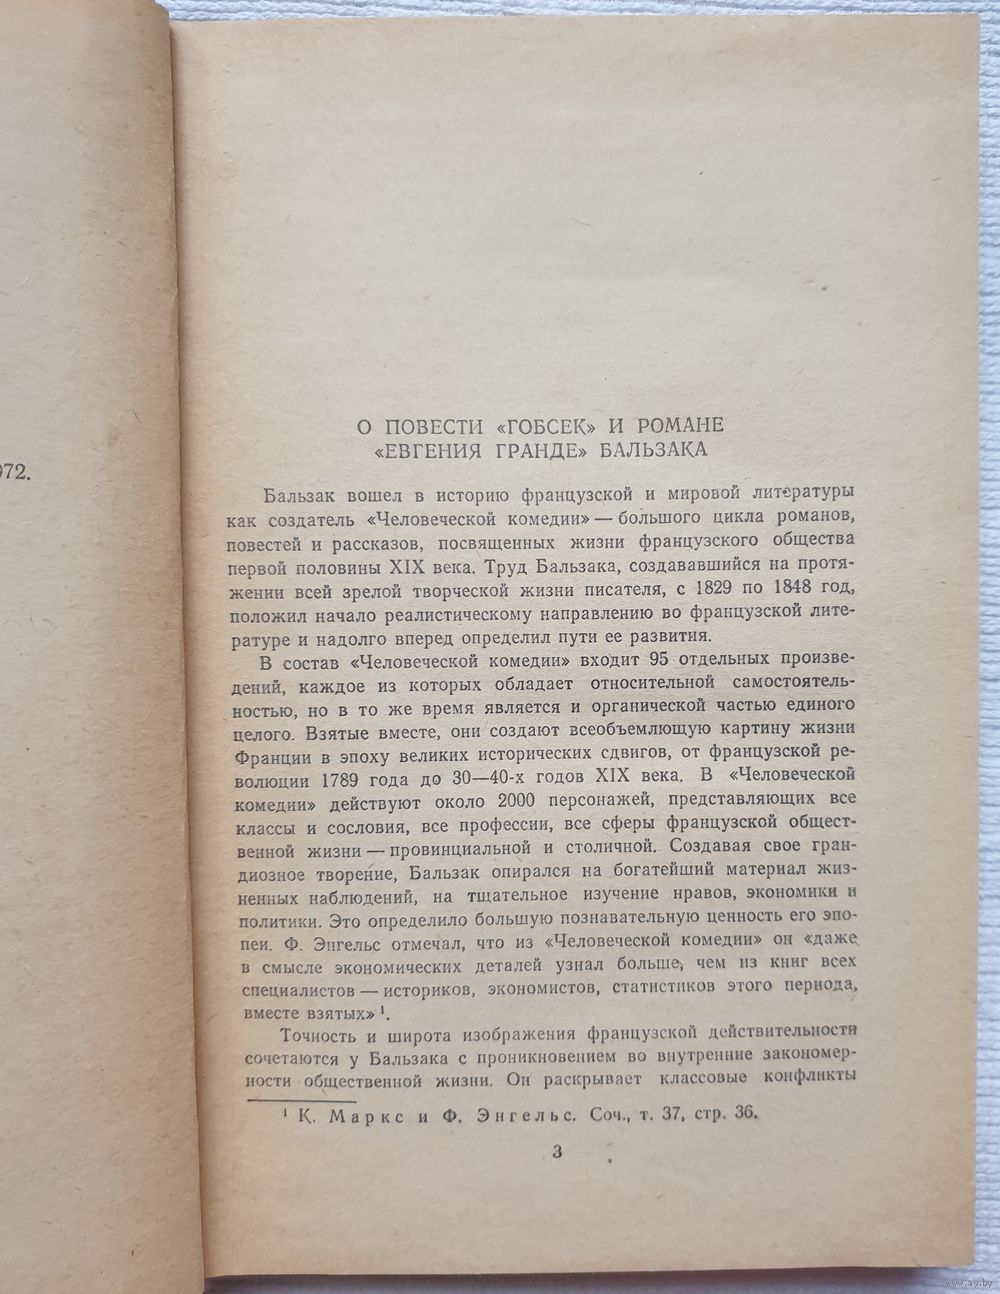 972.
О ПОВЕСТИ «ГОБСЕК» И РОМАНЕ
«ЕВГЕНИЯ ГРАНДЕ» БАЛЬЗАКА
Бальзак вошел в историю французской и мировой литературы
как создатель «Человеческой комедии» — большого цикла романов,
повестей и рассказов, посвященных жизни французского общества
первой половины XIX века. Труд Бальзака, создававшийся на протя-
жении всей зрелой творческой жизни писателя, с 1829 по 1848 год,
положил начало реалистическому направлению во французской лите-
ратуре и надолго вперед определил пути ее развития.
В состав «Человеческой комедии» входит 95 отдельных произве-
дений, каждое из которых обладает относительной самостоятель-
ностью, но в то же время является и органической частью единого
целого. Взятые вместе, они создают всеобъемлющую картину жизни
Франции в эпоху великих исторических сдвигов, от французской ре-
волюции 1789 года до 30—40-х годов XIX века. В «Человеческой
комедии» действуют около 2000 персонажей, представляющих все
классы и сословия, все профессии, все сферы французской общест-
венной жизни — провинциальной и столичной. Создавая свое гран-
диозное творение, Бальзак опирался на богатейший материал жиз-
ненных наблюдений, на тщательное изучение нравов, экономики и
политики. Это определило большую познавательную ценность его эпо-
пеи. Ф. Энгельс отмечал, что из «Человеческой комедии» он «даже
в смысле экономических деталей узнал больше, чем из книг всех
специалистов — историков, экономистов, статистиков этого периода,
вместе взятых» ¹.
Точность и широта изображения французской действительности
сочетаются у Бальзака с проникновением во внутренние закономер-
ности общественной жизни. Он раскрывает классовые конфликты
¹ К. Маркс и Ф. Энгельс. Соч., т. 37, стр. 36.
3
www.ay.by